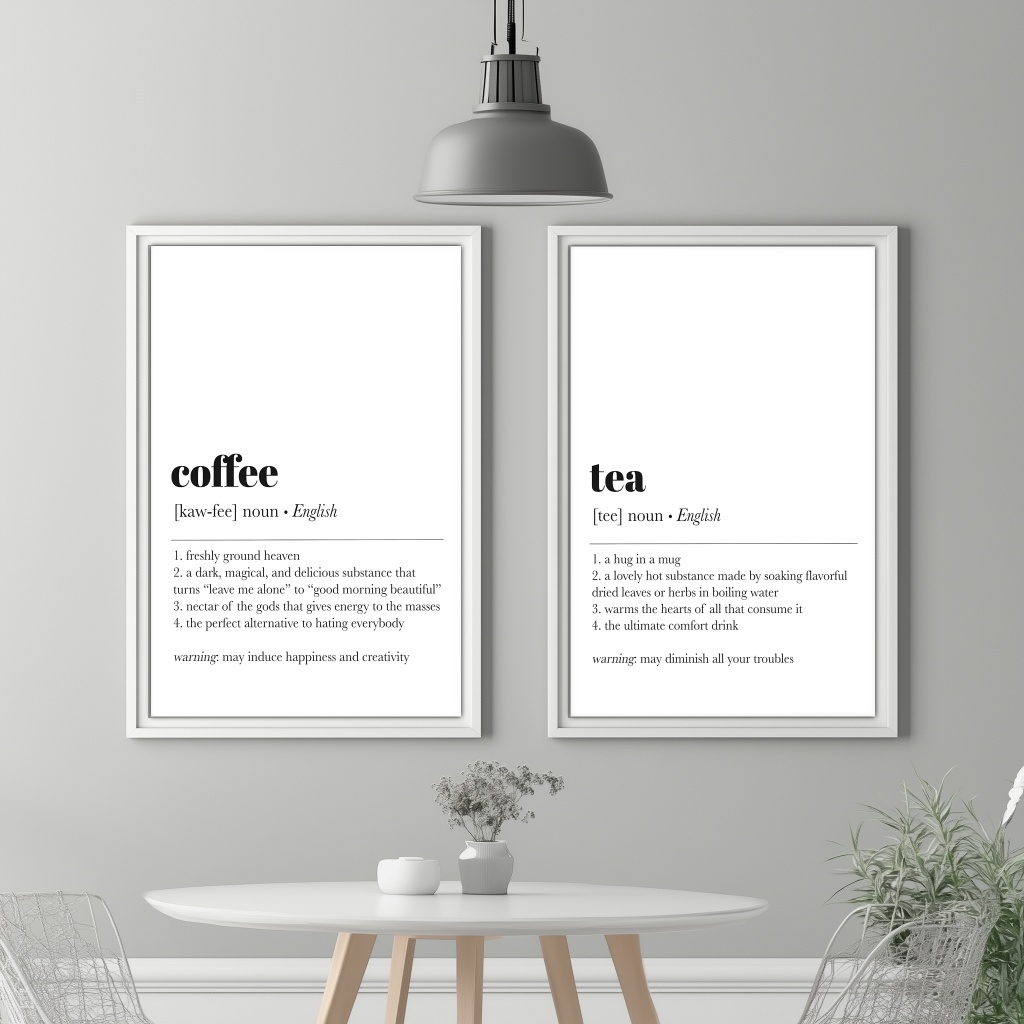 coffee
[kaw-fee] noun • English
1. freshly ground heaven
2. a dark, magical, and delicious substance that
turns “leave me alone” to “good morning beautiful”
3. nectar of the gods that gives energy to the masses
4. the perfect alternative to hating everybody
warning: may induce happiness and creativity
tea
[tee] noun • English
1. a hug in a mug
2. a lovely hot substance made by soaking flavorful
dried leaves or herbs in boiling water
3. warms the hearts of all that consume it
4. the ultimate comfort drink
warning: may diminish all your troubles